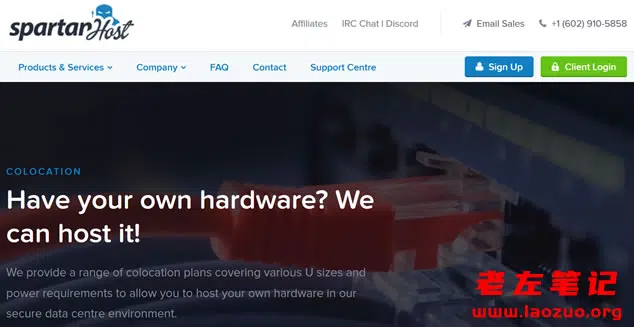 spartanHost
Affiliates IRC Chat | Discord Email Sales +1 (602) 910-5858
Products & Services Company FAQ Contact Support Centre Sign Up Client Login
COLOCATION
Have your own hardware? We
can host it!
We provide a range of colocation plans covering various U sizes and
power requirements to allow you to host your own hardware in our
secure data centre environment.
老左笔记
www.laozuo.org